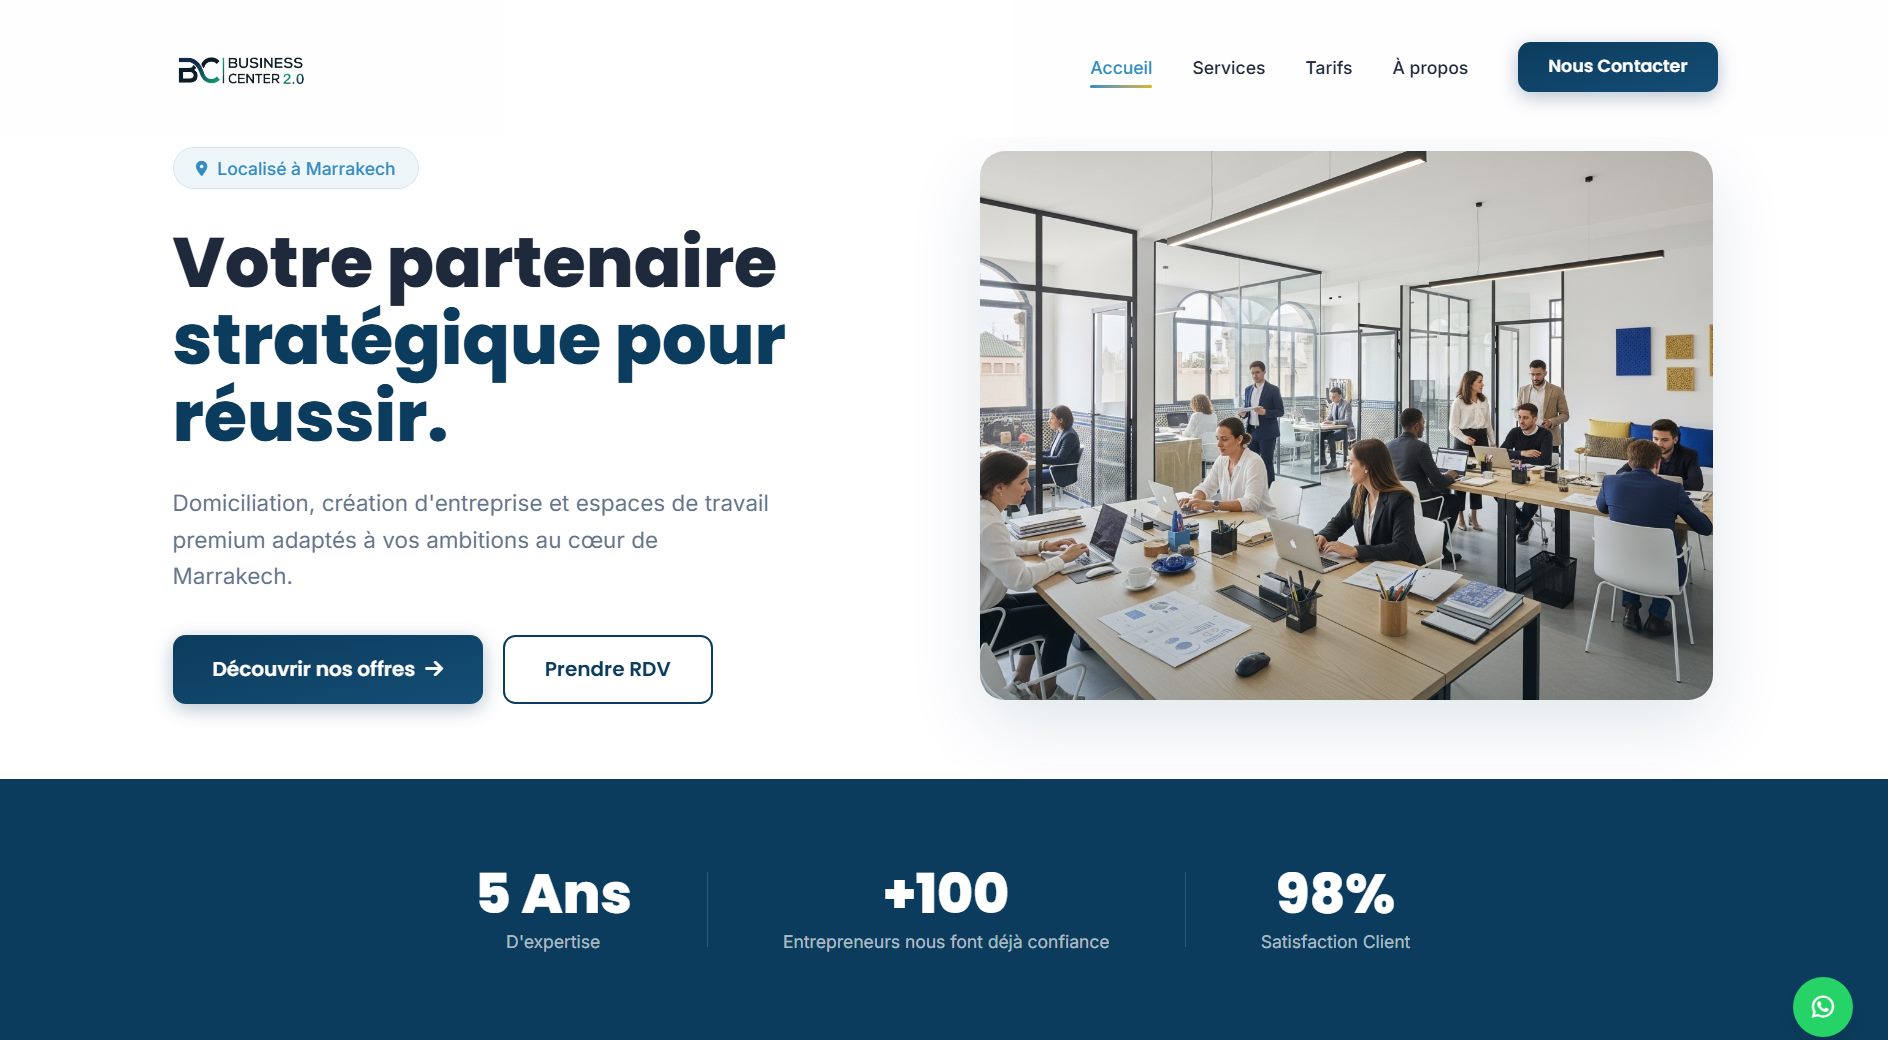 BC BUSINESS
CENTER 2.0
Accueil
Services
Tarifs
À propos
Nous Contacter
Localisé à Marrakech
Votre partenaire
stratégique pour
réussir.
Domiciliation, création d'entreprise et espaces de travail
premium adaptés à vos ambitions au cœur de
Marrakech.
Découvrir nos offres →
Prendre RDV
5 Ans
D'expertise
+100
Entrepreneurs nous font déjà confiance
98%
Satisfaction Client